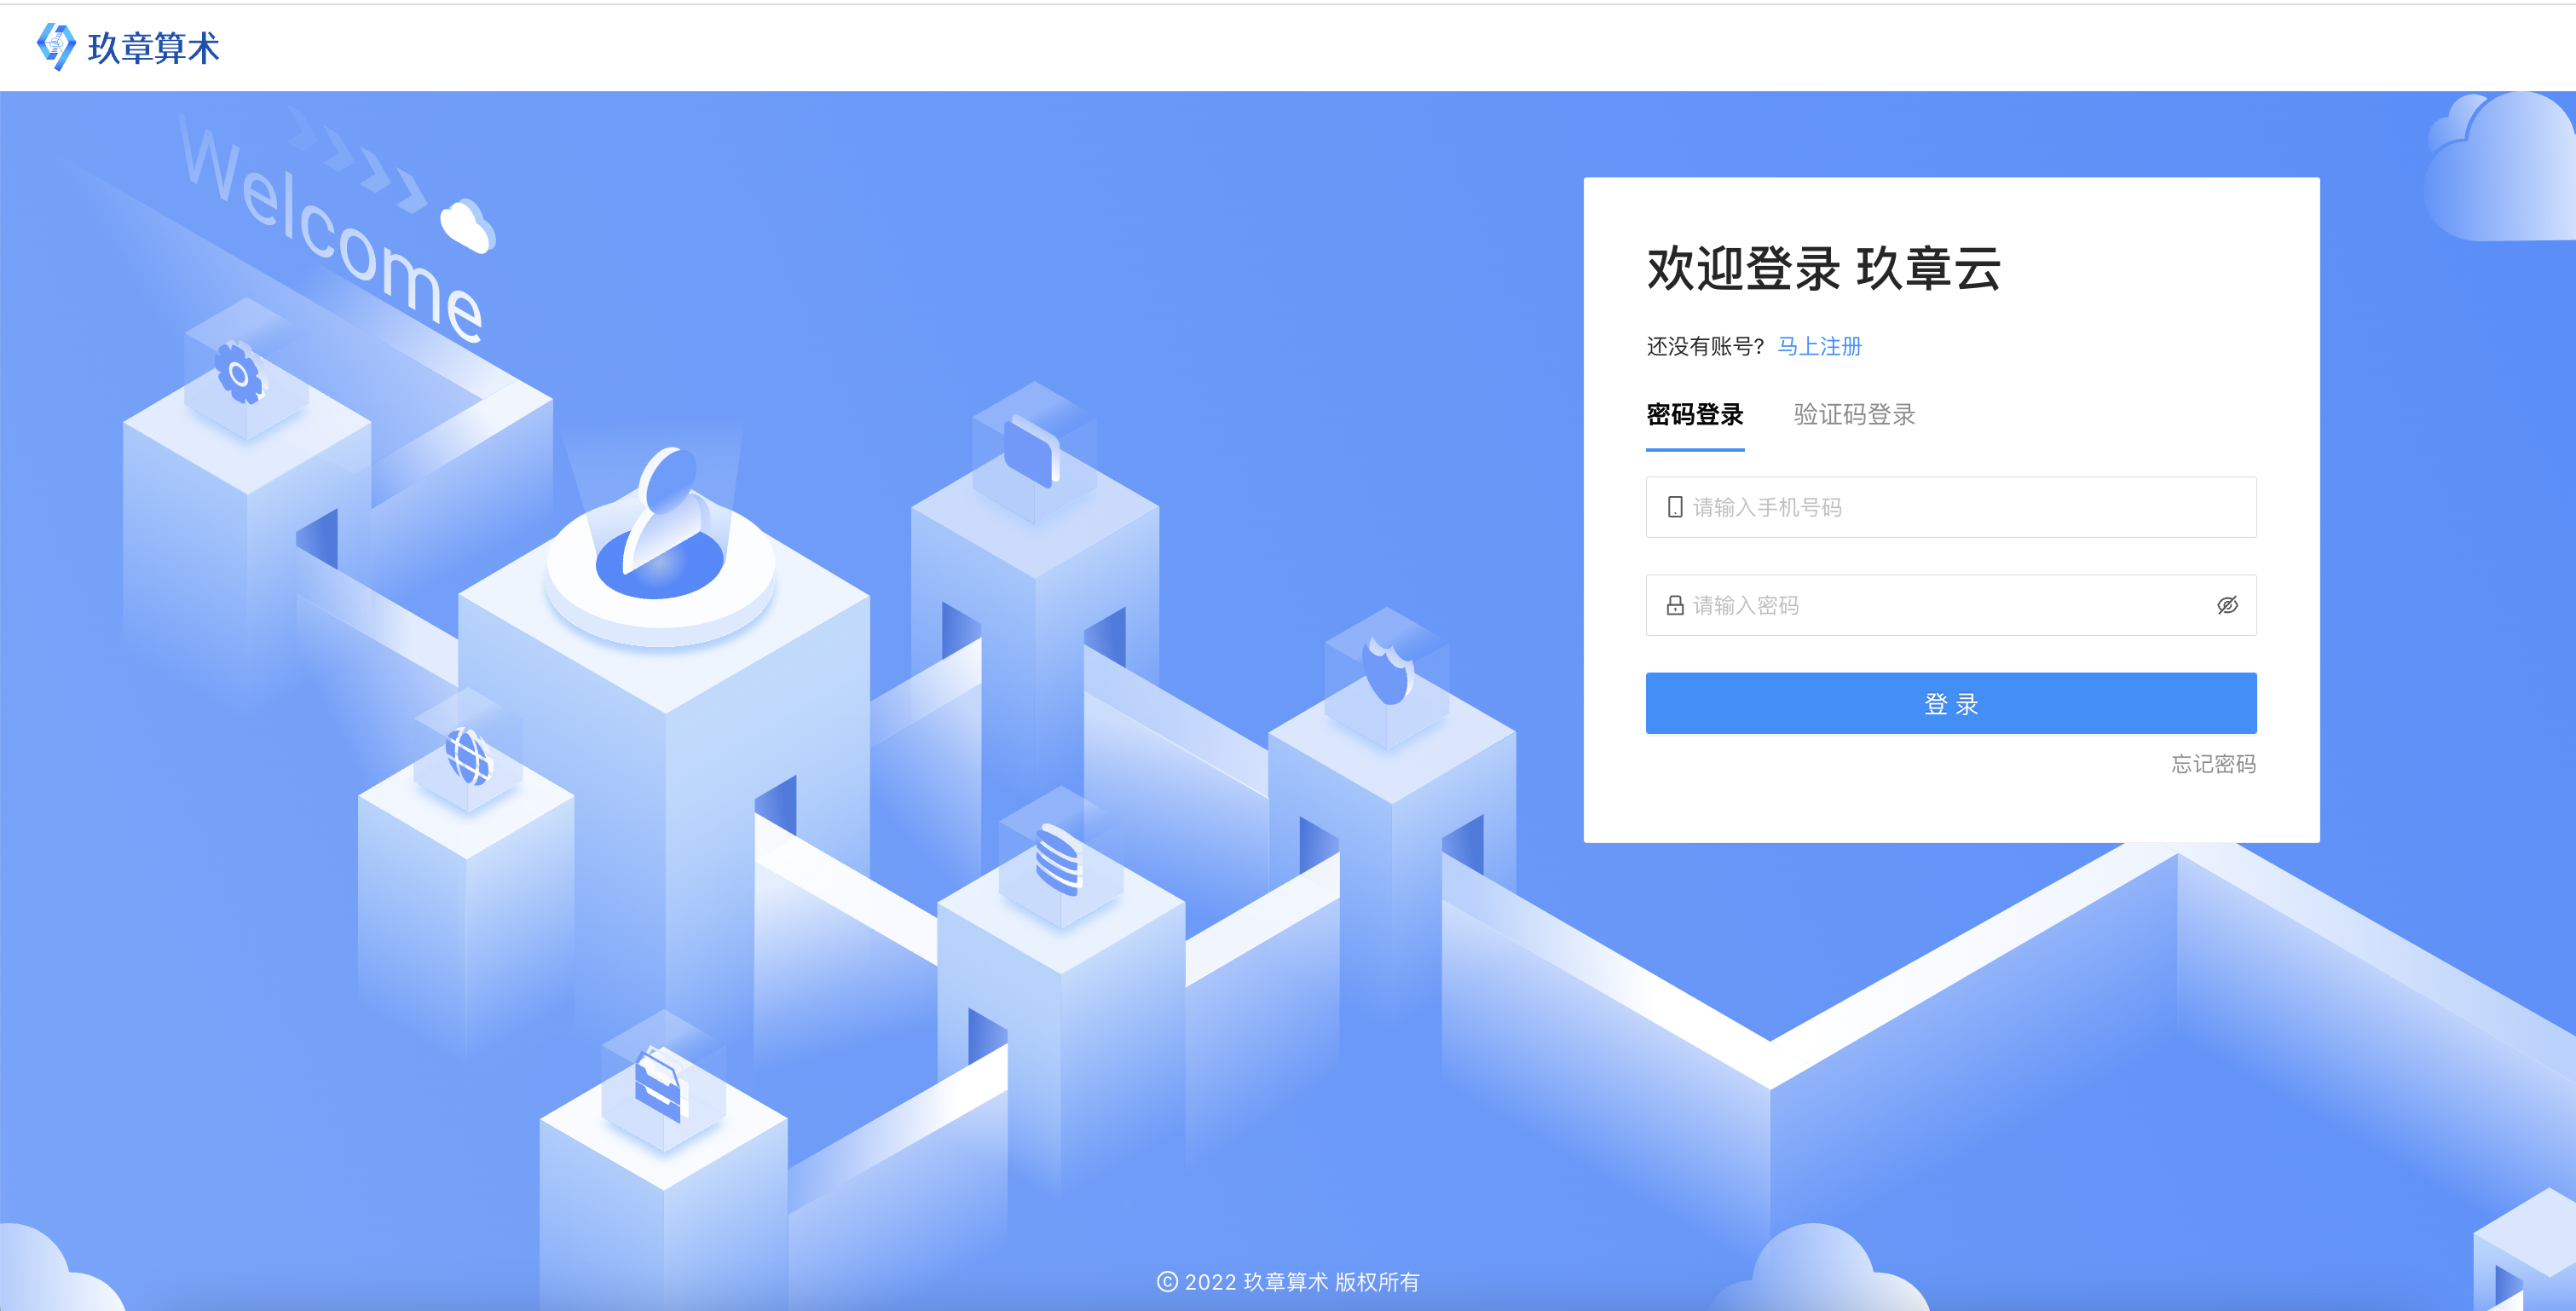 玖章算术
Welcome
欢迎登录 玖章云
还没有账号? 马上注册
密码登录 验证码登录
请输入手机号码
请输入密码
登 录
忘记密码
© 2022 玖章算术 版权所有